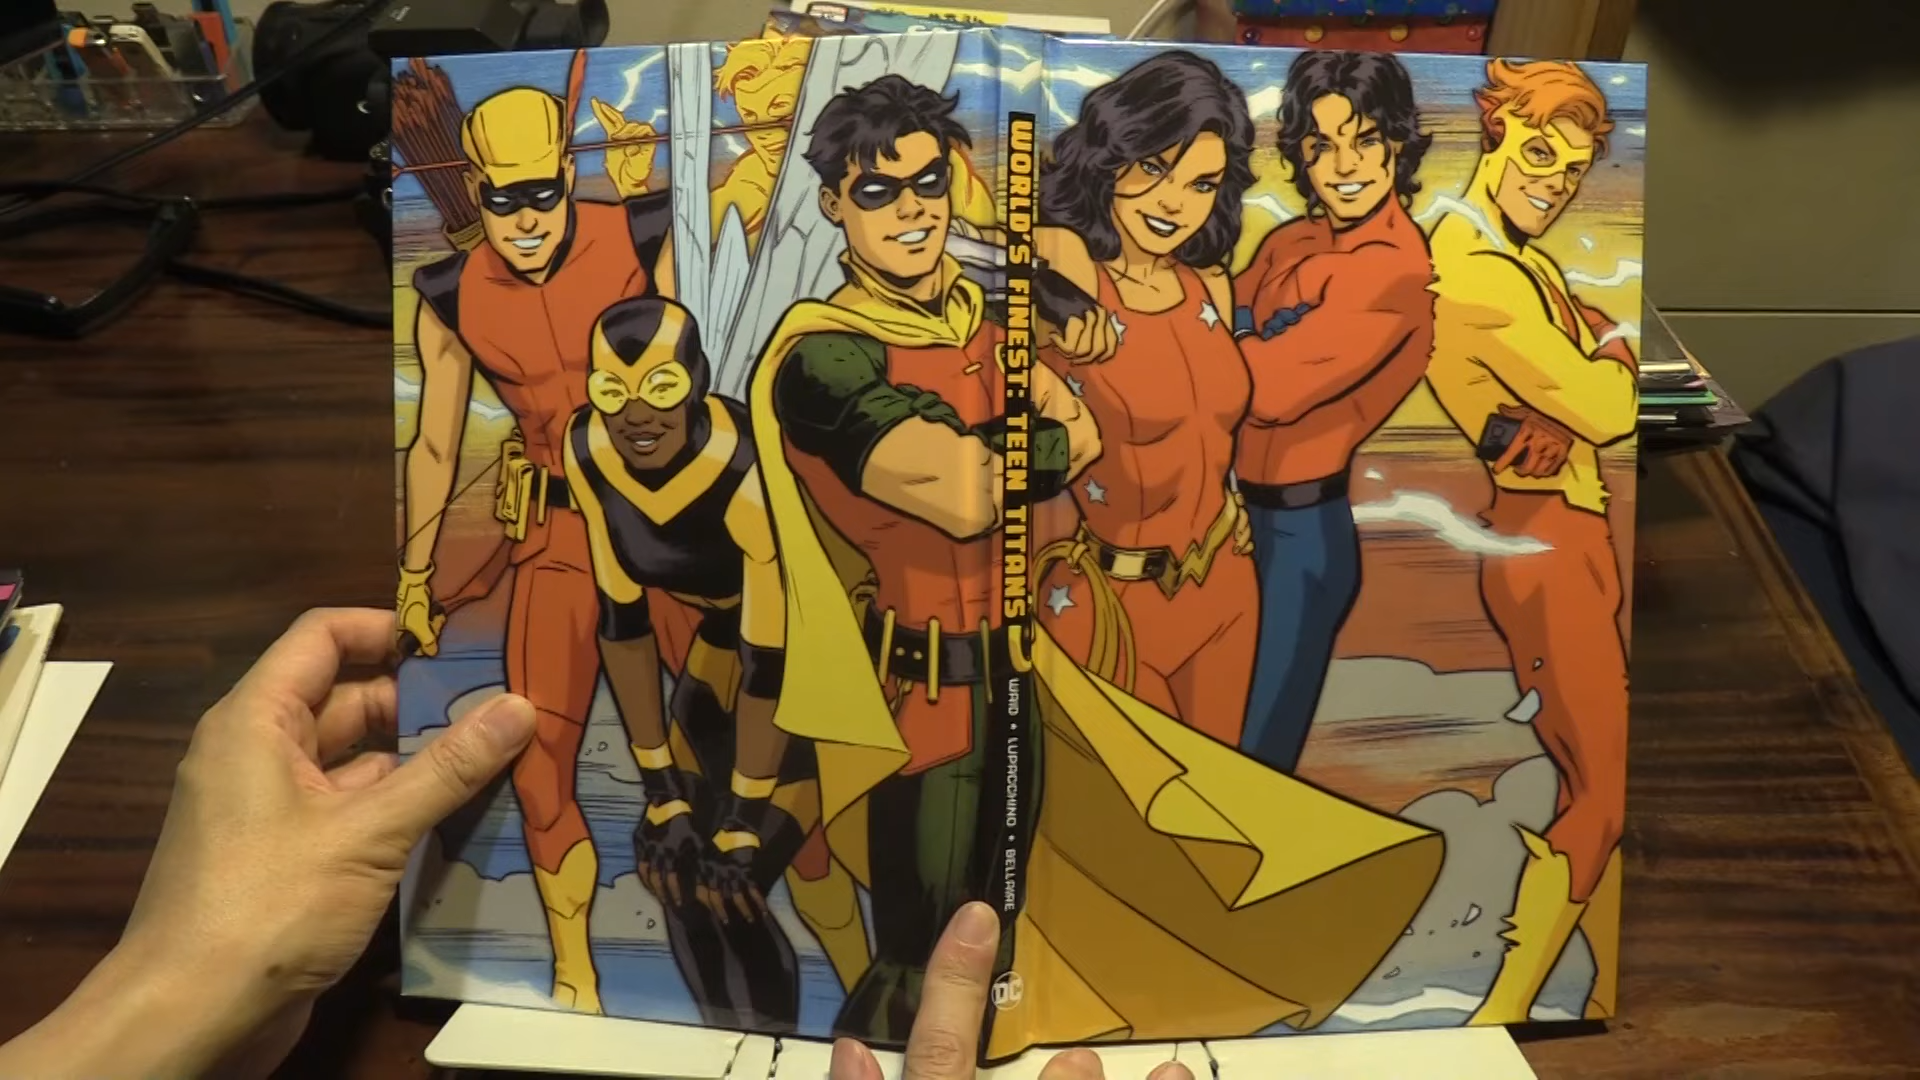 WORLD'S FINEST: TEEN TITANS
WAID • LUPACCHINO • BELLAIRE
DC